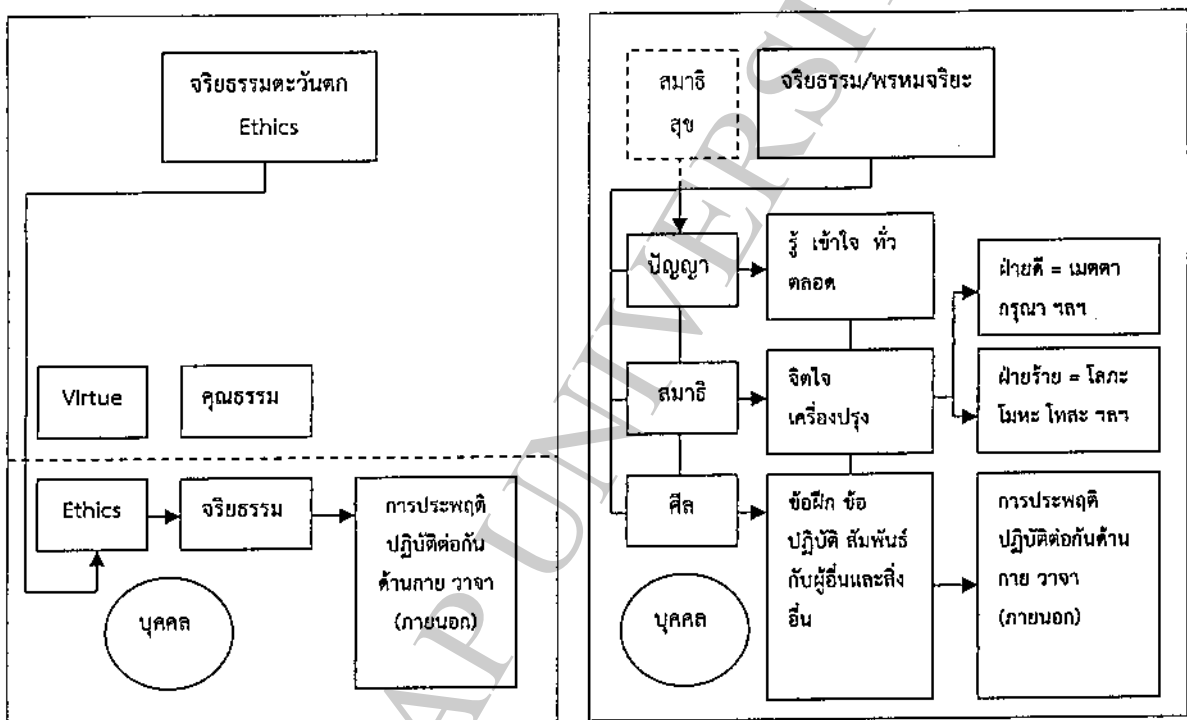 จริยธรรมตะวันตก
Ethics
Virtue
คุณธรรม
Ethics
จริยธรรม
การประพฤติ
ปฏิบัติต่อกัน
ด้านกาย วาจา
(ภายนอก)
บุคคล
สมาธิ
สุข
จริยธรรม/พรหมจริยะ
ปัญญา
รู้ เข้าใจ ทั่ว
ตลอด
ฝ่ายดี = เมตตา
กรุณา ฯลฯ
สมาธิ
จิตใจ
เครื่องปรุง
ฝ่ายร้าย = โลภะ
โมหะ โทสะ ฯลฯ
ศีล
ข้อฝึก ข้อ
ปฏิบัติ สัมพันธ์
กับผู้อื่นและสิ่ง
อื่น
การประพฤติ
ปฏิบัติต่อกันด้าน
กาย วาจา
(ภายนอก)
บุคคล
AP UNIVERSI